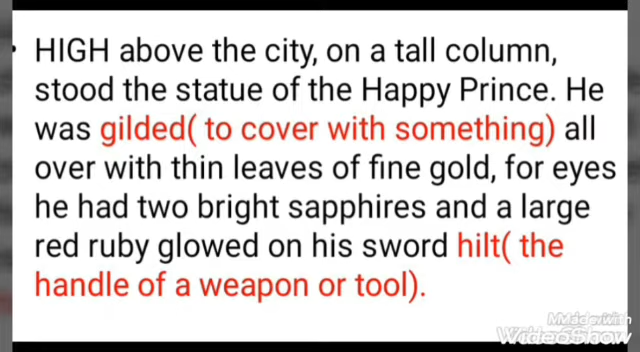 • HIGH above the city, on a tall column,
stood the statue of the Happy Prince. He
was gilded( to cover with something) all
over with thin leaves of fine gold, for eyes
he had two bright sapphires and a large
red ruby glowed on his sword hilt( the
handle of a weapon or tool).
Made with
VideoShow